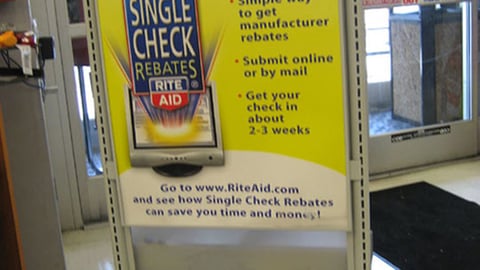 SINGLE
CHECK
REBATES
RITE
AID
• Simple way
to get
manufacturer
rebates
• Submit online
or by mail
• Get your
check in
about
2-3 weeks
Go to www.RiteAid.com
and see how Single Check Rebates
can save you time and money!